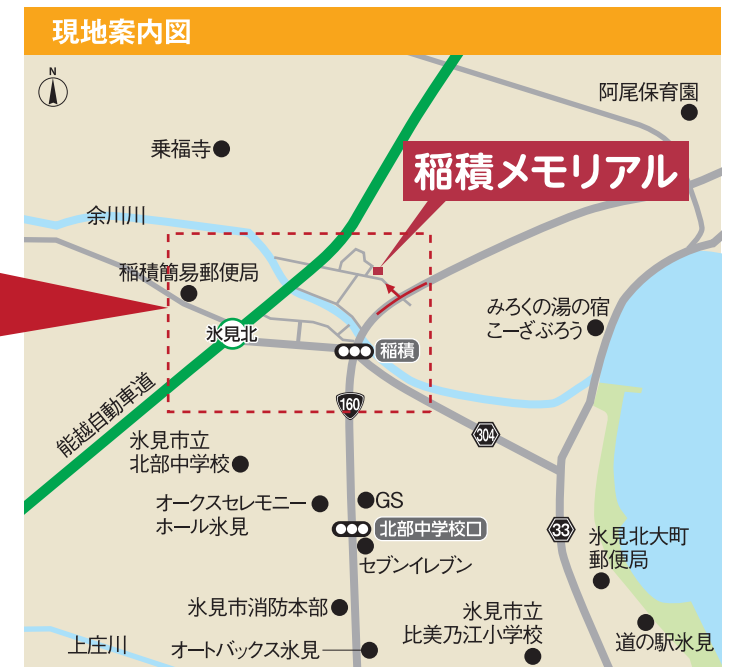 現地案内図
N
阿尾保育園
乗福寺
稲積メモリアル
余川川
稲積簡易郵便局
みろくの湯の宿
こーざぶろう
氷見北
稲積
能越自動車道
160
304
氷見市立
北部中学校
オークスセレモニー
ホール氷見
GS
北部中学校口
33
氷見北大町
郵便局
セブンイレブン
氷見市消防本部
氷見市立
比美乃江小学校
上庄川
オートバックス氷見
道の駅氷見